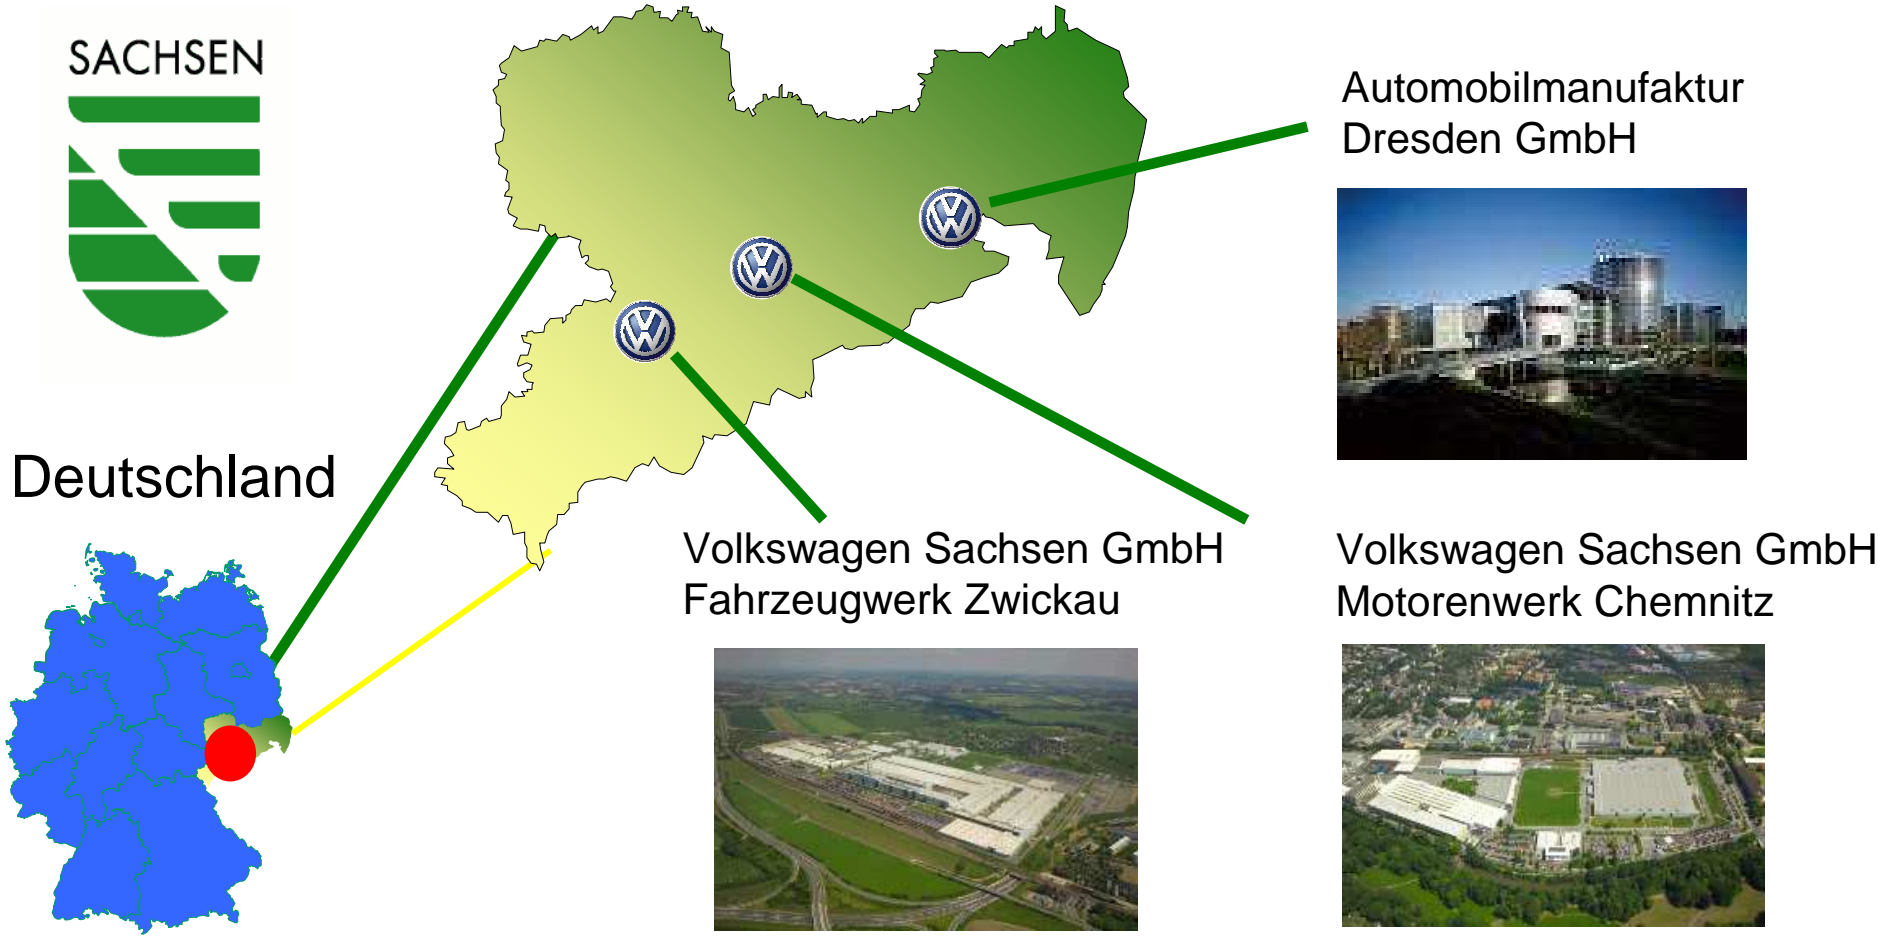 SACHSEN
Automobilmanufaktur
Dresden GmbH
Deutschland
Volkswagen Sachsen GmbH
Fahrzeugwerk Zwickau
Volkswagen Sachsen GmbH
Motorenwerk Chemnitz